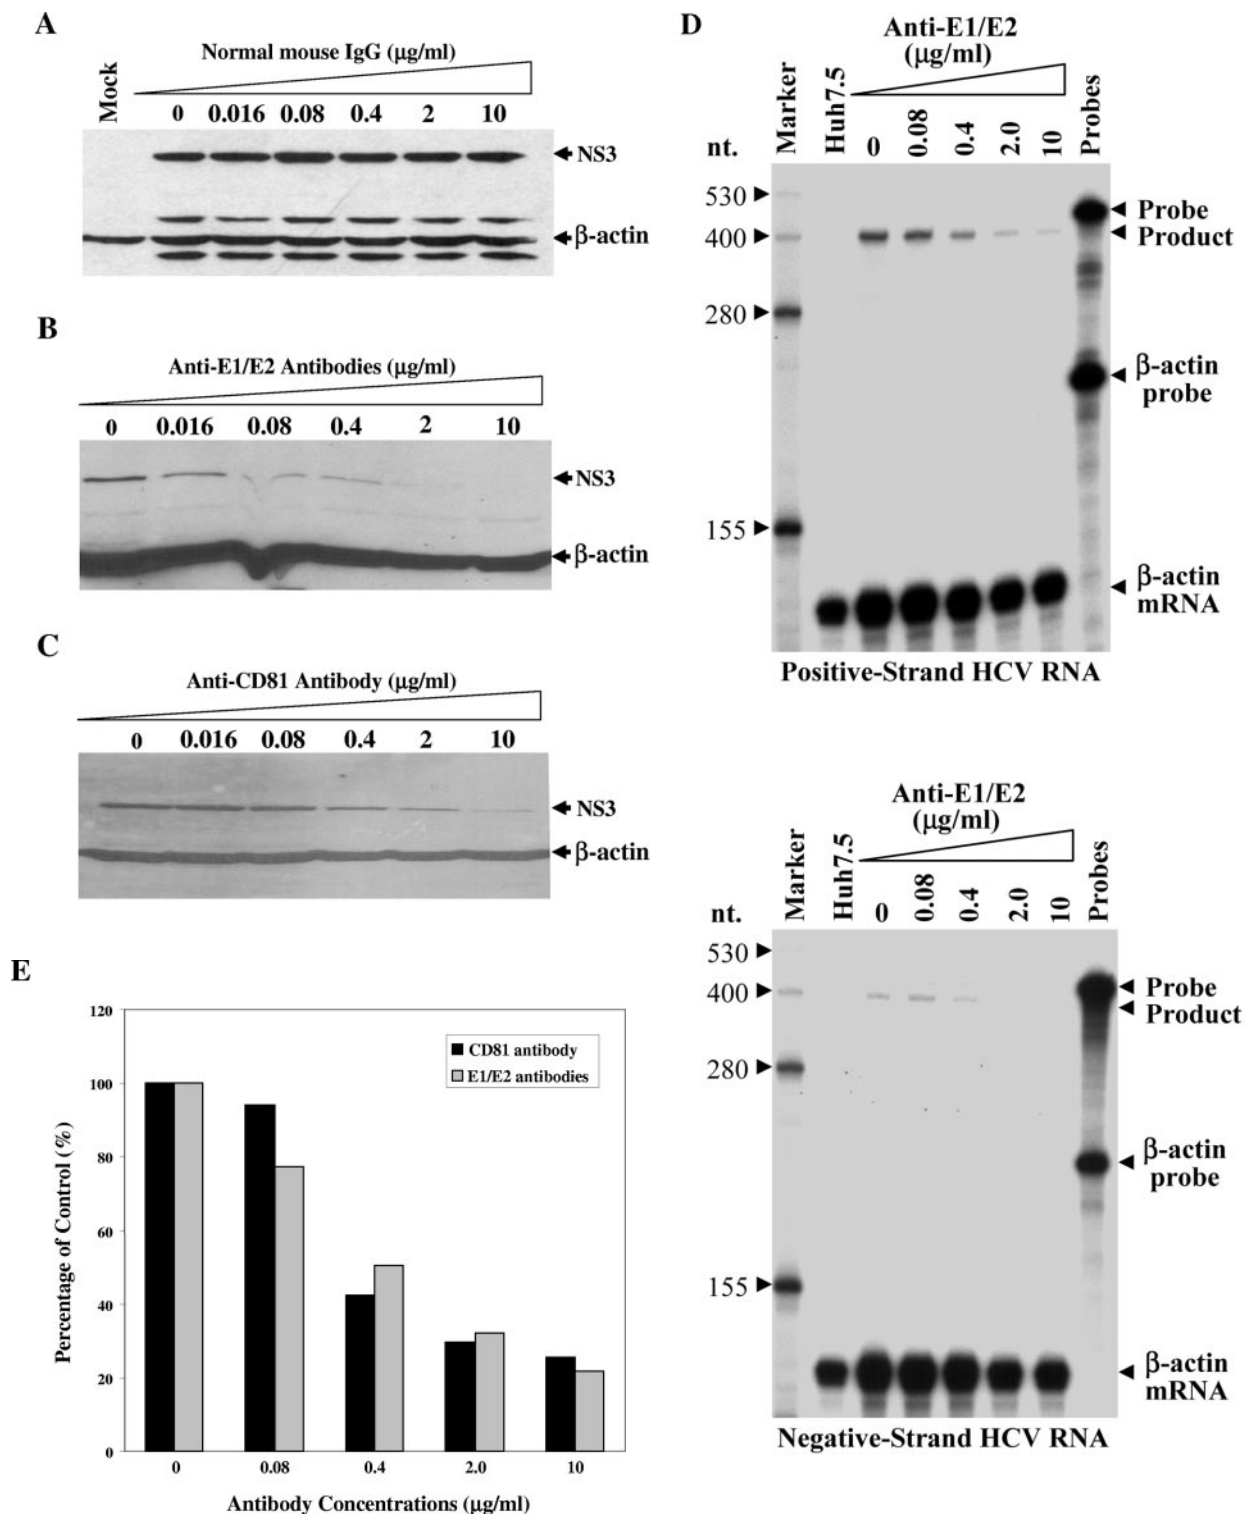 A
Normal mouse IgG (μg/ml)
Mock
0 0.016 0.08 0.4 2 10
NS3
β-actin
B
Anti-E1/E2 Antibodies (μg/ml)
0 0.016 0.08 0.4 2 10
NS3
β-actin
C
Anti-CD81 Antibody (μg/ml)
0 0.016 0.08 0.4 2 10
NS3
β-actin
D
Anti-E1/E2
(μg/ml)
nt.
Marker
Huh7.5
0 0.08 0.4 2.0 10
Probes
530
400
280
155
Probe
Product
β-actin
probe
β-actin
mRNA
Positive-Strand HCV RNA
Anti-E1/E2
(μg/ml)
nt.
Marker
Huh7.5
0 0.08 0.4 2.0 10
Probes
530
400
280
155
Probe
Product
β-actin
probe
β-actin
mRNA
Negative-Strand HCV RNA
E
Percentage of Control (%)
120
100
80
60
40
20
0
CD81 antibody
E1/E2 antibodies
0 0.08 0.4 2.0 10
Antibody Concentrations (μg/ml)